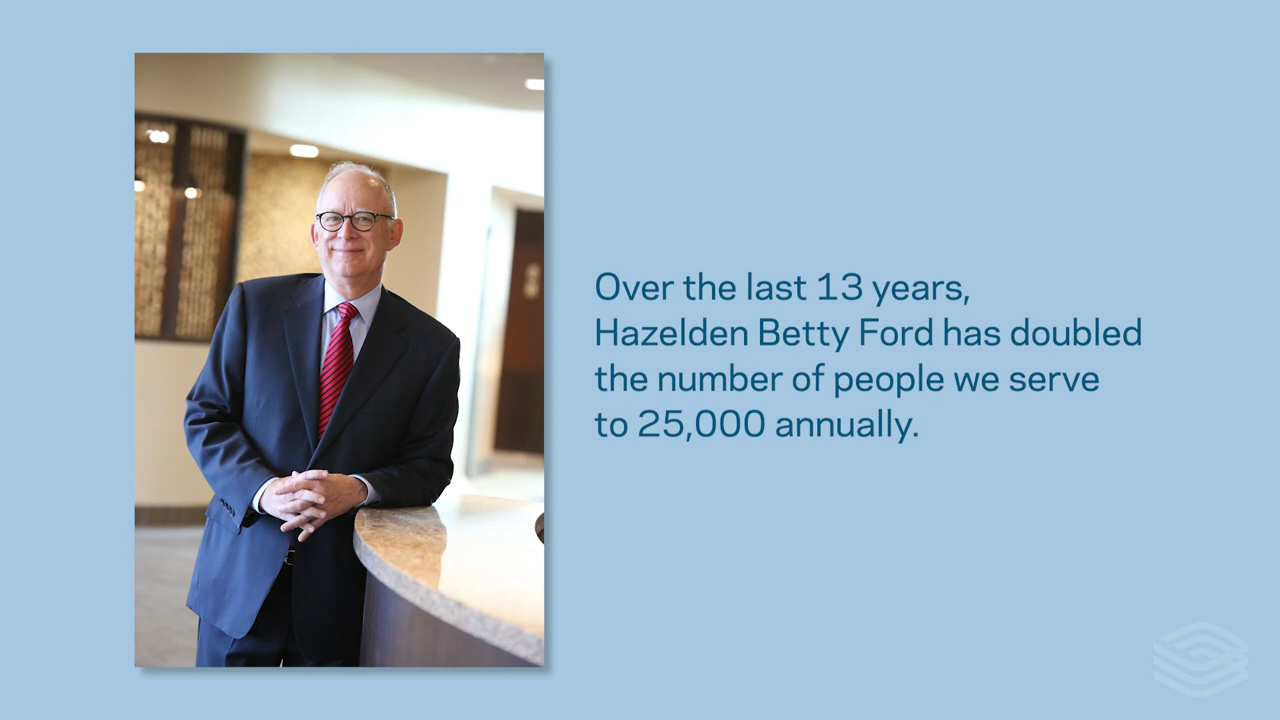 Over the last 13 years,
Hazelden Betty Ford has doubled
the number of people we serve
to 25,000 annually.